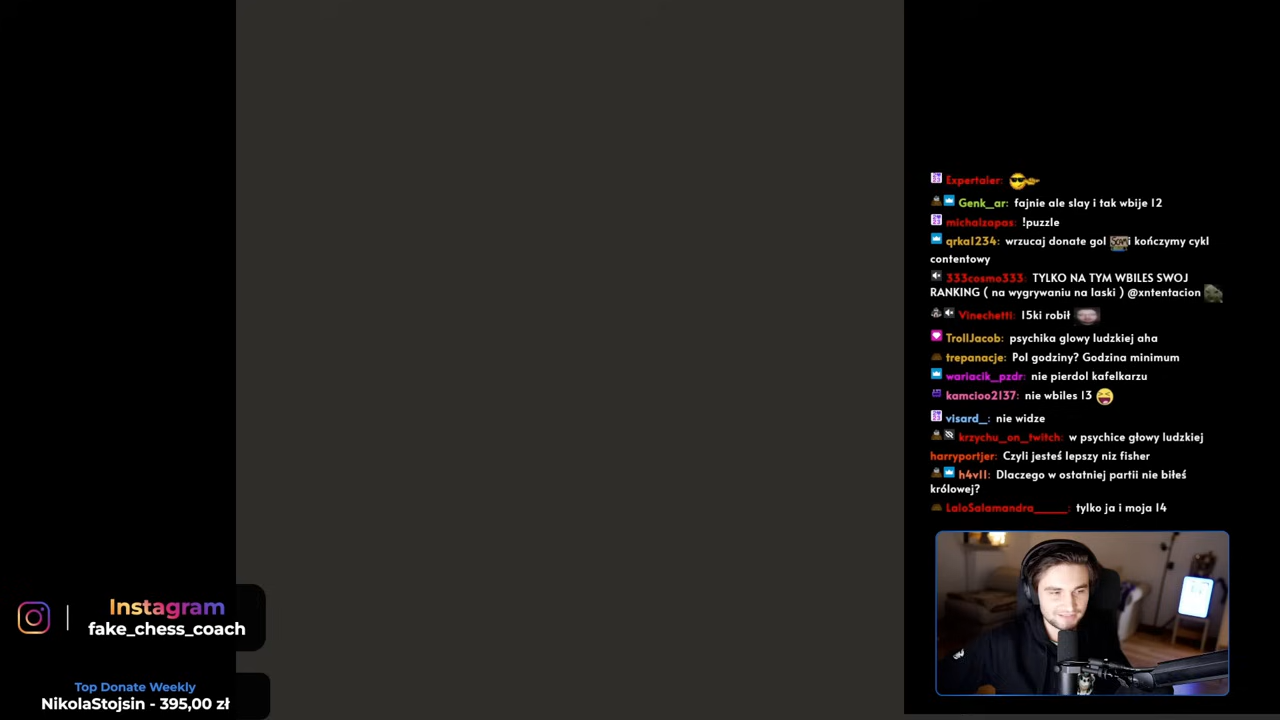 Expertaler:
Genk_ar: fajnie ale slay i tak wbije 12
michalzapas: !puzzle
qrka1234: wrzucaj donate gol i kończymy cykl
contentowy
333cosmo333: TYLKO NA TYM WBILES SWOJ
RANKING ( na wygrywaniu na laski ) @xntentacion
Vinechetti: 15ki robił
TrollJacob: psychika glowy ludzkiej aha
trepanacje: Pol godziny? Godzina minimum
wariacik_pzdr: nie pierdol kafelkarzu
kamcioo2137: nie wbiles 13
visard_: nie widze
krzychu_on_twitch: w psychice głowy ludzkiej
harryportjer: Czyli jesteś lepszy niz fisher
h4v11: Dlaczego w ostatniej partii nie biłeś
królowej?
LaloSalamandra_____: tylko ja i moja 14
Instagram
fake_chess_coach
Top Donate Weekly
NikolaStojsin - 395,00 zł